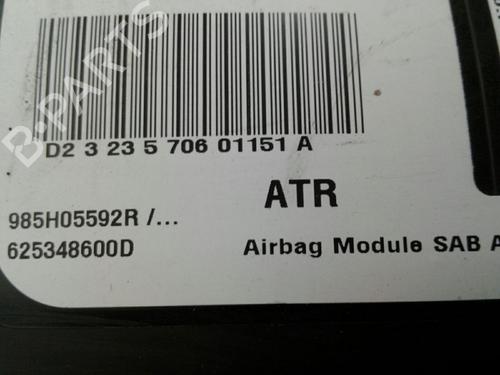 B-PARTS
D2 3 23 5 706 01151 A
ATR
985H05592R /...
625348600D
Airbag Module SAB A